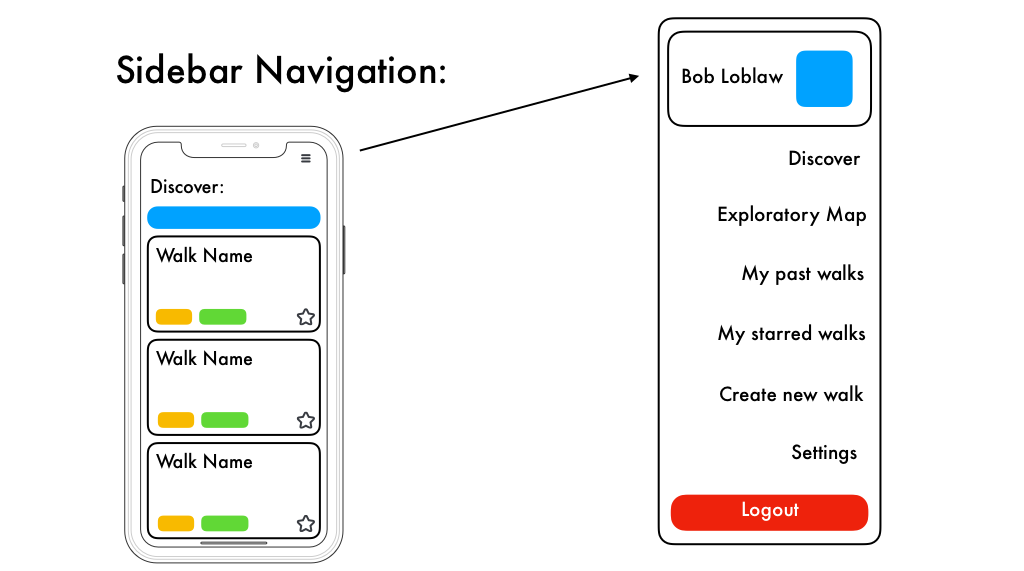 Sidebar Navigation:
Discover:
Walk Name
Walk Name
Walk Name
Bob Loblaw
Discover
Exploratory Map
My past walks
My starred walks
Create new walk
Settings
Logout